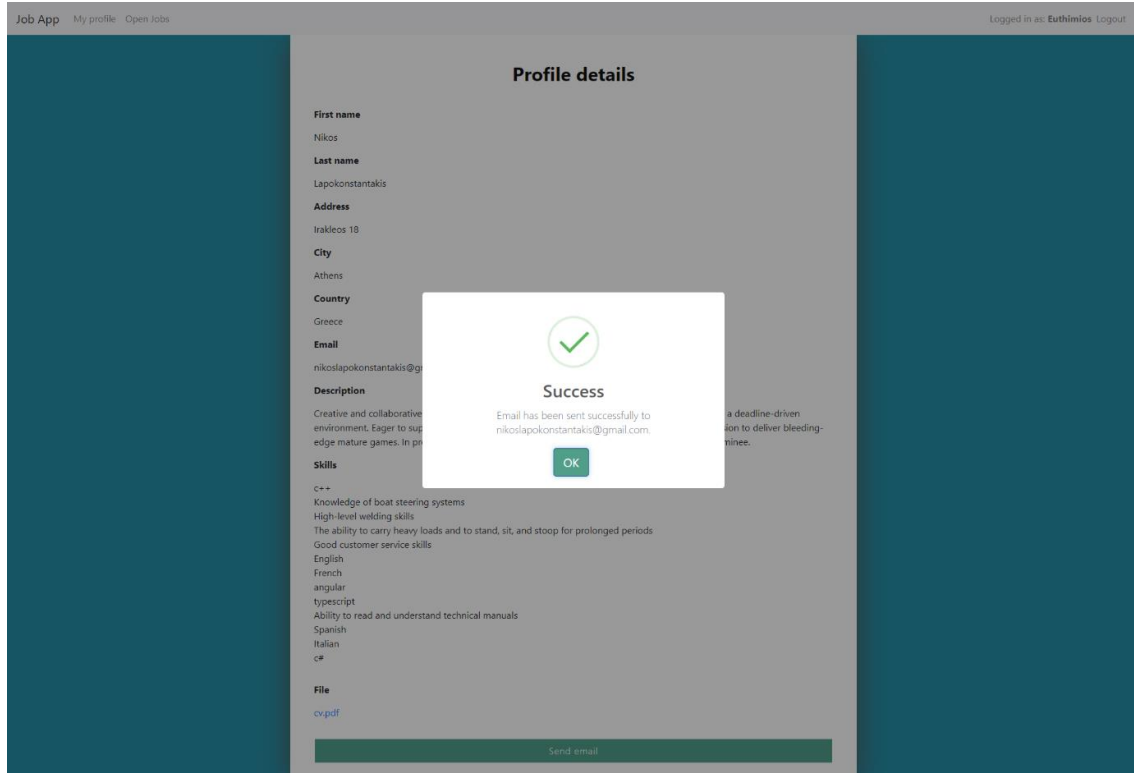 Job App My profile Open Jobs Logged in as: Euthimios Logout
Profile details
First name
Nikos
Last name
Lapokonstantakis
Address
Irakleos 18
City
Athens
Country
Greece
Email
nikoslapokonstantakis@g
Description
Creative and collaborative a deadline-driven
environment. Eager to sup ion to deliver bleeding-
edge mature games. In pr minee.
Success
Email has been sent successfully to
nikoslapokonstantakis@gmail.com.
OK
Skills
c++
Knowledge of boat steering systems
High-level welding skills
The ability to carry heavy loads and to stand, sit, and stoop for prolonged periods
Good customer service skills
English
French
angular
typescript
Ability to read and understand technical manuals
Spanish
Italian
c#
File
cv.pdf
Send email